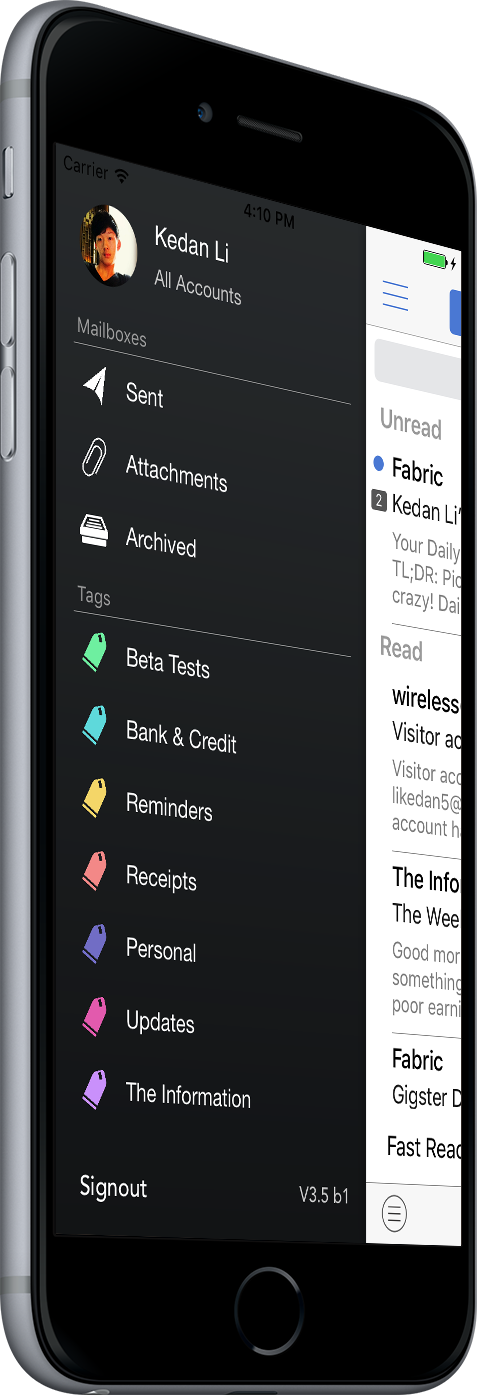 Carrier
4:10 PM
Kedan Li
All Accounts
Mailboxes
Sent
Attachments
Archived
Tags
Beta Tests
Bank & Credit
Reminders
Receipts
Personal
Updates
The Information
Signout
V3.5 b1
Unread
Fabric
2
Kedan Li'
Your Daily
TL;DR: Pic
crazy! Dai
Read
wireless
Visitor ac
Visitor acc
likedan5@
account h
The Info
The Wee
Good mor
something
poor earni
Fabric
Gigster D
Fast Reac